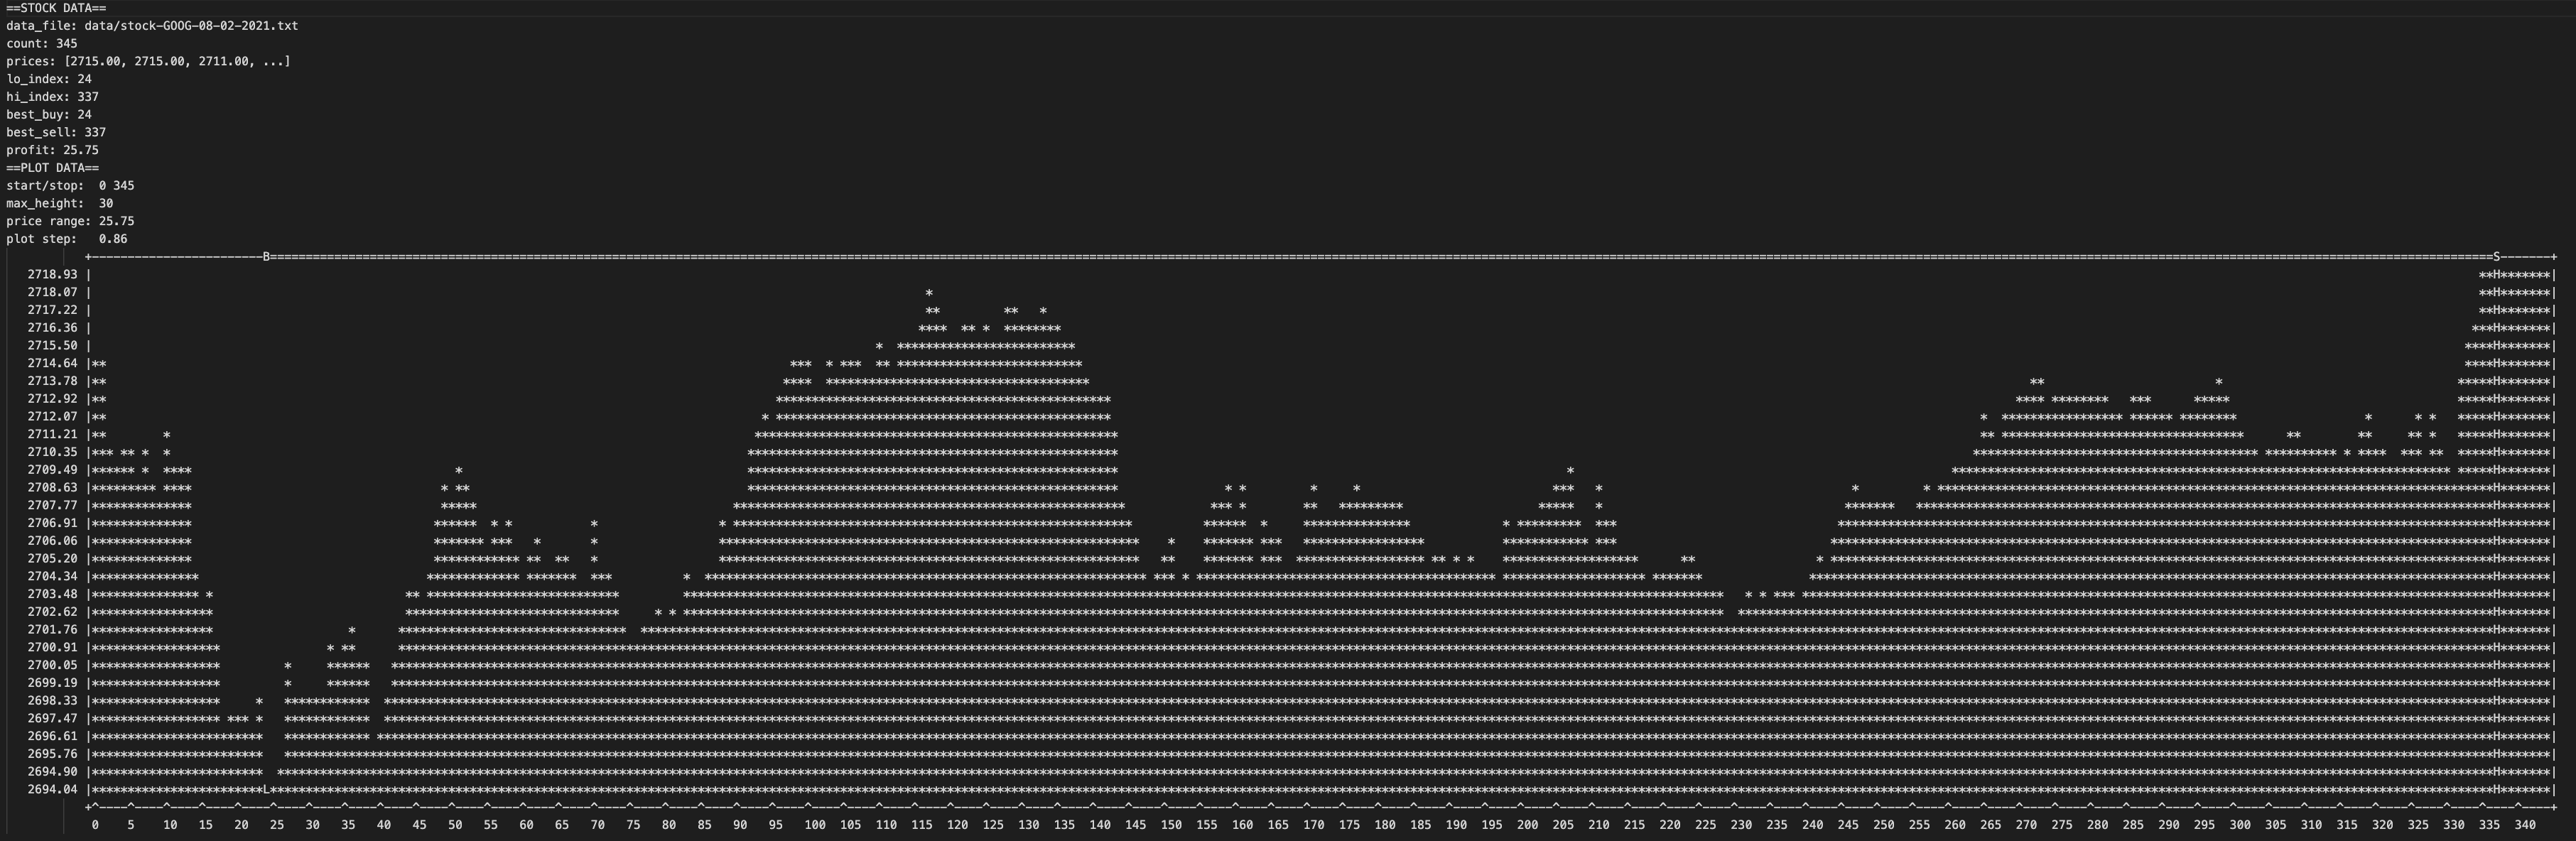 ==STOCK DATA==
data_file: data/stock-GOOG-08-02-2021.txt
count: 345
prices: [2715.00, 2715.00, 2711.00, ...]
lo_index: 24
hi_index: 337
best_buy: 24
best_sell: 337
profit: 25.75
==PLOT DATA==
start/stop:  0 345
max_height:  30
price range: 25.75
plot step:   0.86
B S
2718.93 | **H*******|
2718.07 | * **H*******|
2717.22 | ** ** * **H*******|
2716.36 | H
2715.50 | H
2714.64 | H
2713.78 | H
2712.92 | H
2712.07 | H
2711.21 | H
2710.35 | H
2709.49 | H
2708.63 | H
2707.77 | H
2706.91 | H
2706.06 | H
2705.20 | H
2704.34 | H
2703.48 | H
2702.62 | H
2701.76 | H
2700.91 | H
2700.05 | H
2699.19 | H
2698.33 | H
2697.47 | H
2696.61 | H
2695.76 | H
2694.90 | H
2694.04 | L H
0 5 10 15 20 25 30 35 40 45 50 55 60 65 70 75 80 85 90 95 100 105 110 115 120 125 130 135 140 145 150 155 160 165 170 175 180 185 190 195 200 205 210 215 220 225 230 235 240 245 250 255 260 265 270 275 280 285 290 295 300 305 310 315 320 325 330 335 340